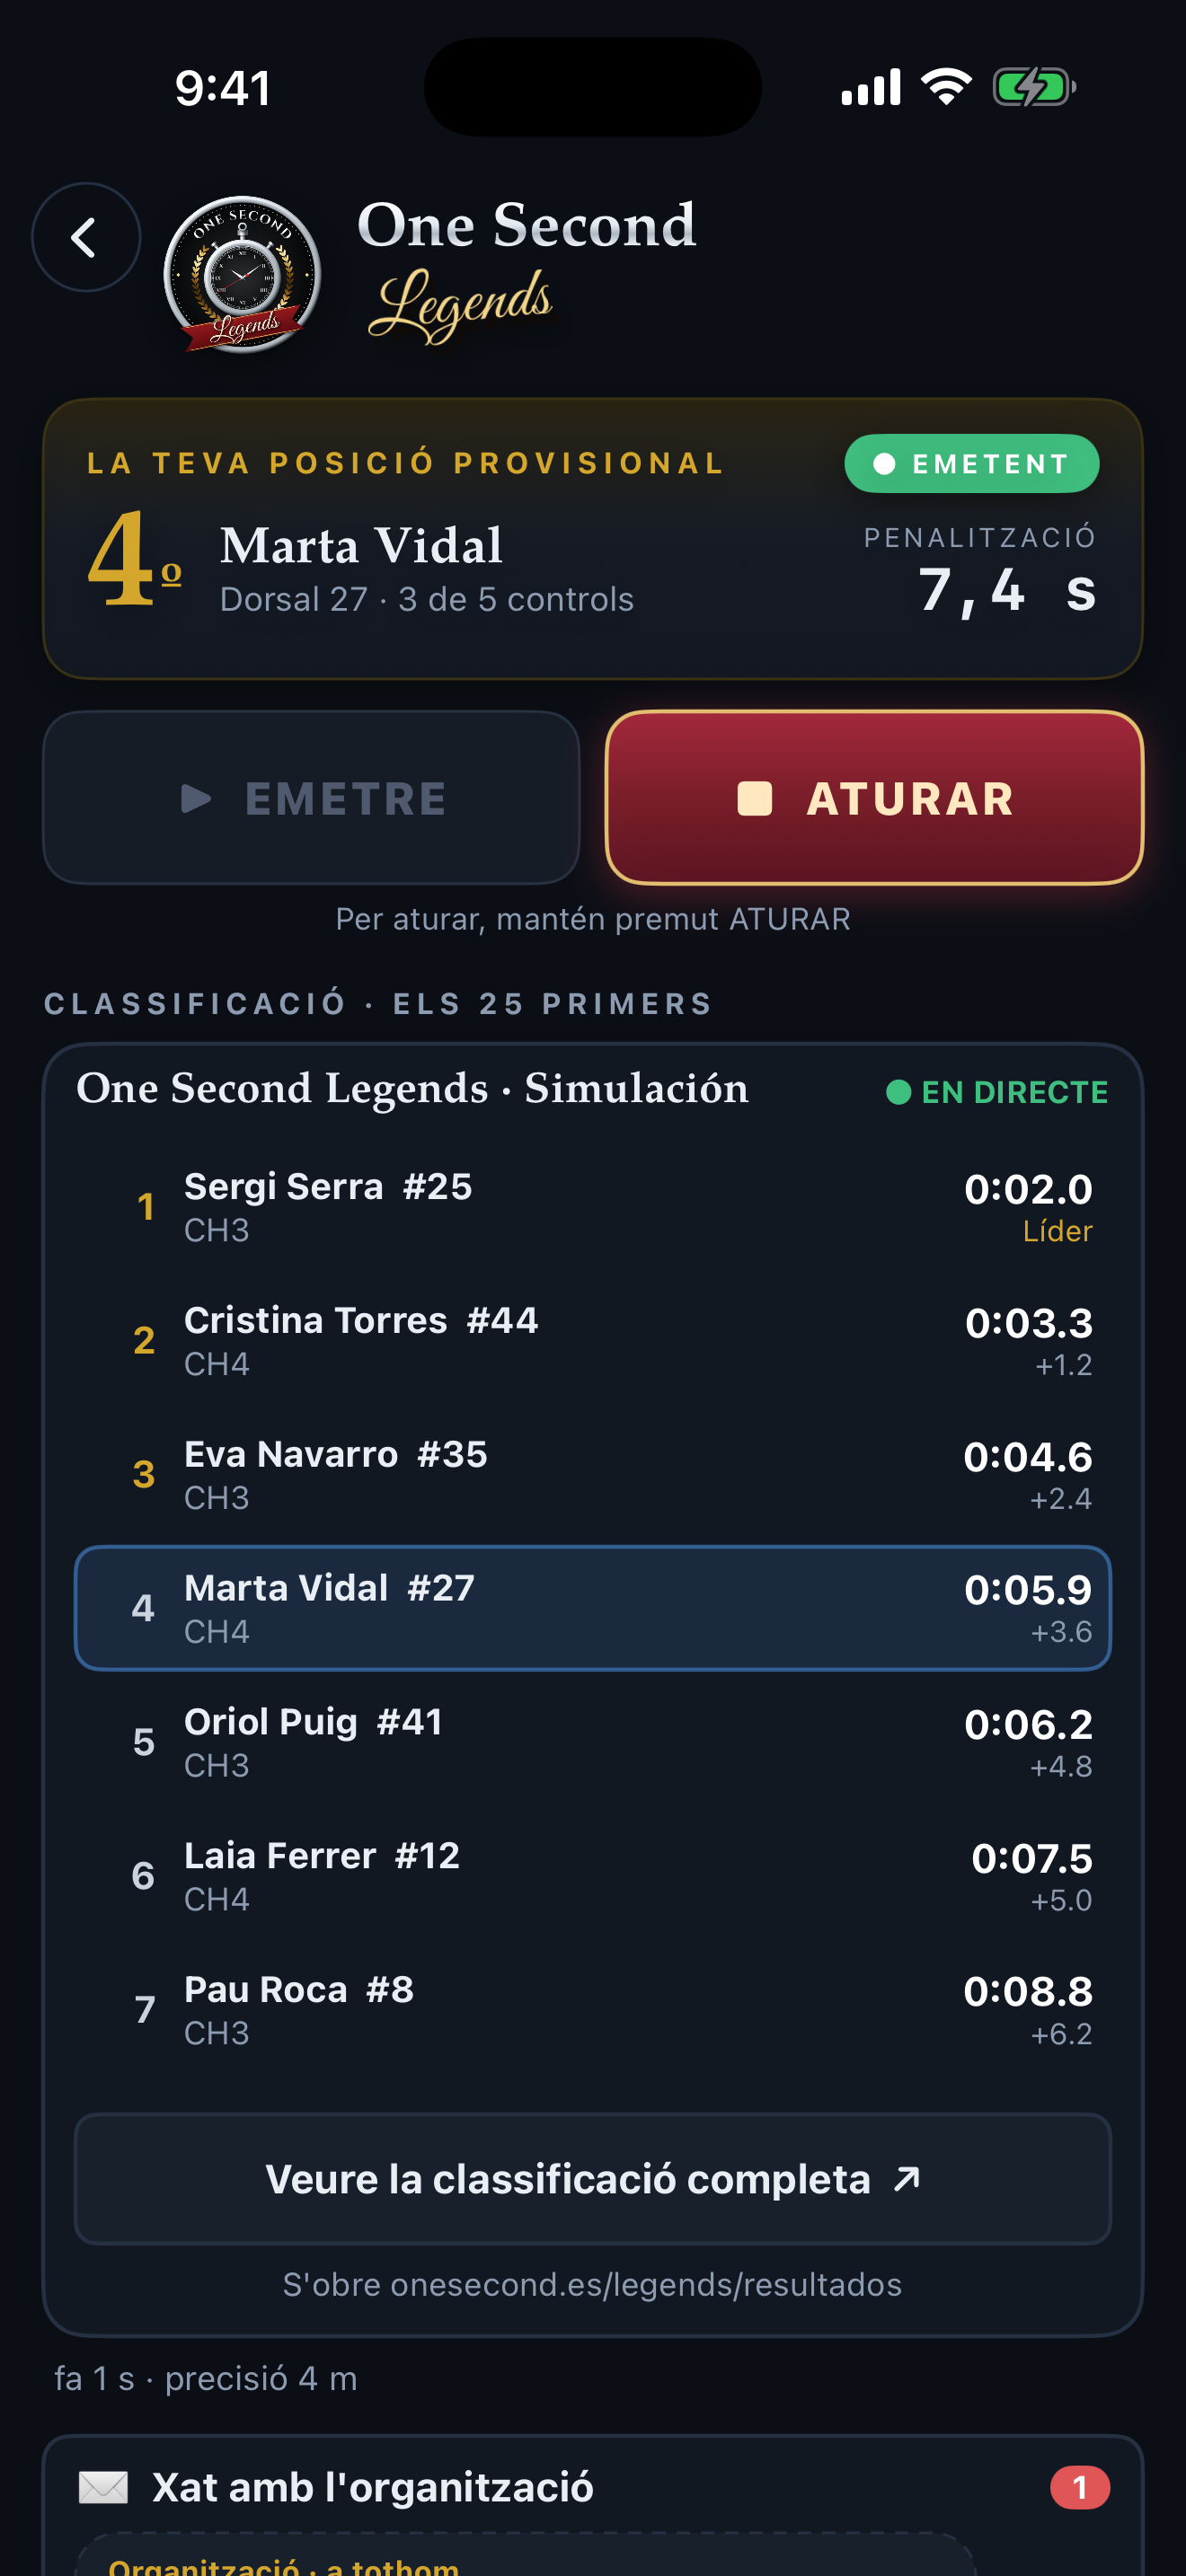 9:41
ONE SECOND
Legends
One Second
Legends
LA TEVA POSICIÓ PROVISIONAL
EMETENT
4º
Marta Vidal
Dorsal 27 · 3 de 5 controls
PENALITZACIÓ
7,4 s
EMETRE
ATURAR
Per aturar, mantén premut ATURAR
CLASSIFICACIÓ · ELS 25 PRIMERS
One Second Legends · Simulación
EN DIRECTE
1 Sergi Serra #25 0:02.0
CH3 Líder
2 Cristina Torres #44 0:03.3
CH4 +1.2
3 Eva Navarro #35 0:04.6
CH3 +2.4
4 Marta Vidal #27 0:05.9
CH4 +3.6
5 Oriol Puig #41 0:06.2
CH3 +4.8
6 Laia Ferrer #12 0:07.5
CH4 +5.0
7 Pau Roca #8 0:08.8
CH3 +6.2
Veure la classificació completa ↗
S'obre onesecond.es/legends/resultados
fa 1 s · precisió 4 m
Xat amb l'organització
1
Organització · a tothom